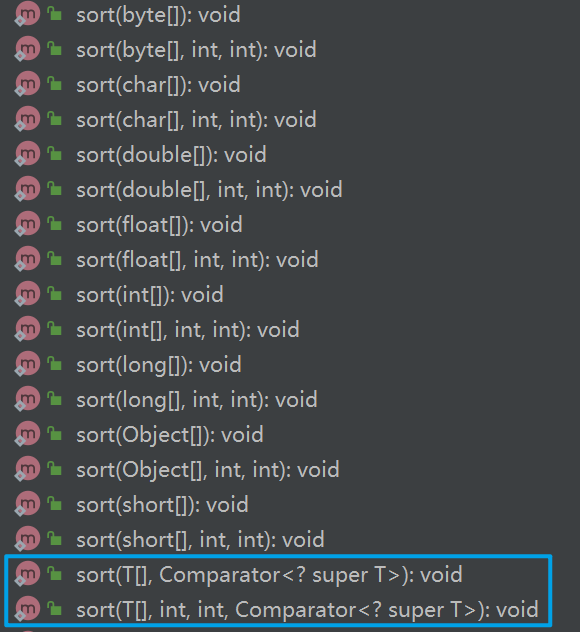 m sort(byte[]): void
m sort(byte[], int, int): void
m sort(char[]): void
m sort(char[], int, int): void
m sort(double[]): void
m sort(double[], int, int): void
m sort(float[]): void
m sort(float[], int, int): void
m sort(int[]): void
m sort(int[], int, int): void
m sort(long[]): void
m sort(long[], int, int): void
m sort(Object[]): void
m sort(Object[], int, int): void
m sort(short[]): void
m sort(short[], int, int): void
m sort(T[], Comparator<? super T>): void
m sort(T[], int, int, Comparator<? super T>): void